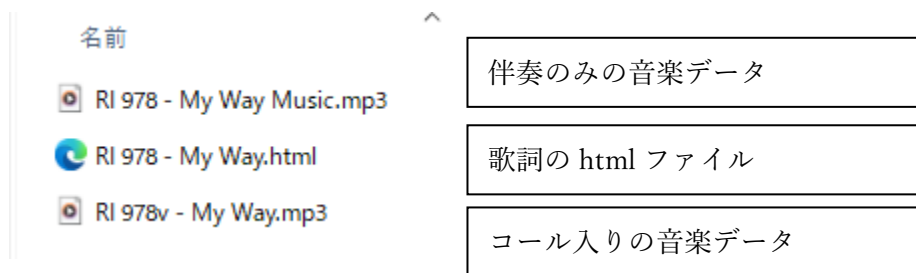 名前
伴奏のみの音楽データ
RI 978 - My Way Music.mp3
歌詞の html ファイル
RI 978 - My Way.html
コール入りの音楽データ
RI 978v - My Way.mp3